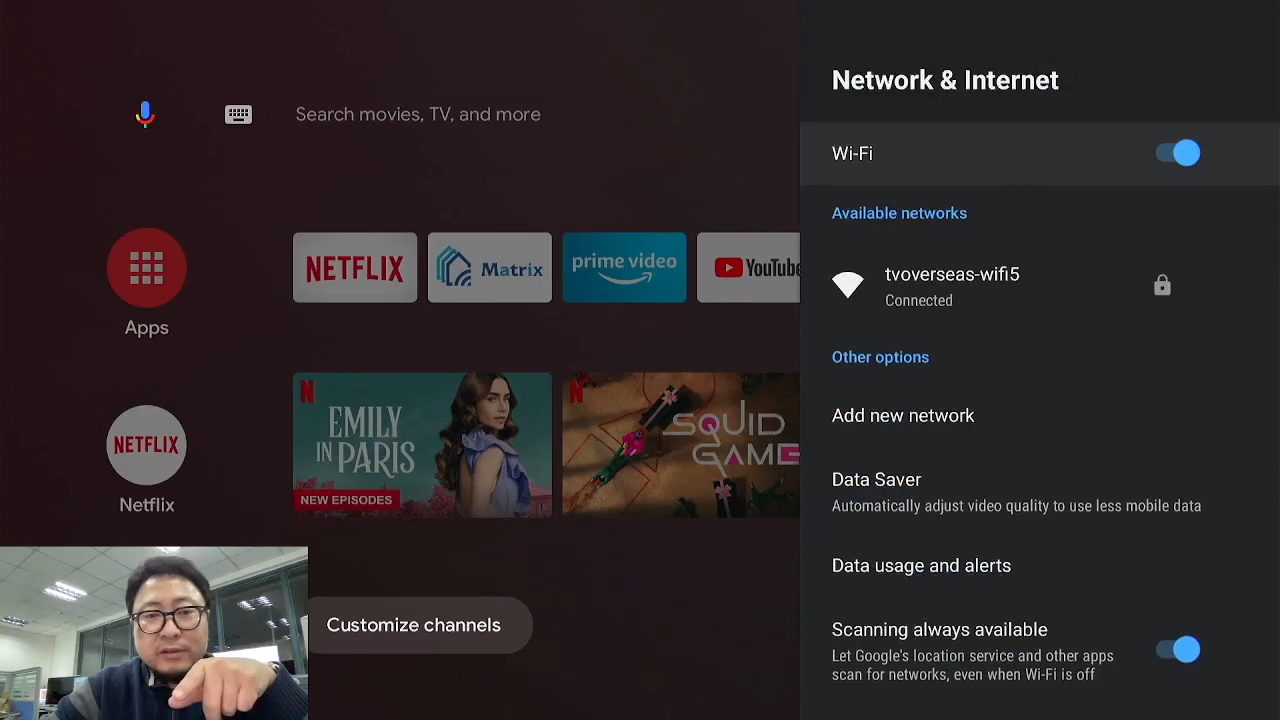 Search movies, TV, and more
Apps
NETFLIX
Matrix
prime video
YouTube
NETFLIX
Netflix
N
EMILY
IN PARIS
NEW EPISODES
N
SQUID
GAME
Customize channels
Network & Internet
Wi-Fi
Available networks
tvoverseas-wifi5
Connected
Other options
Add new network
Data Saver
Automatically adjust video quality to use less mobile data
Data usage and alerts
Scanning always available
Let Google's location service and other apps
scan for networks, even when Wi-Fi is off